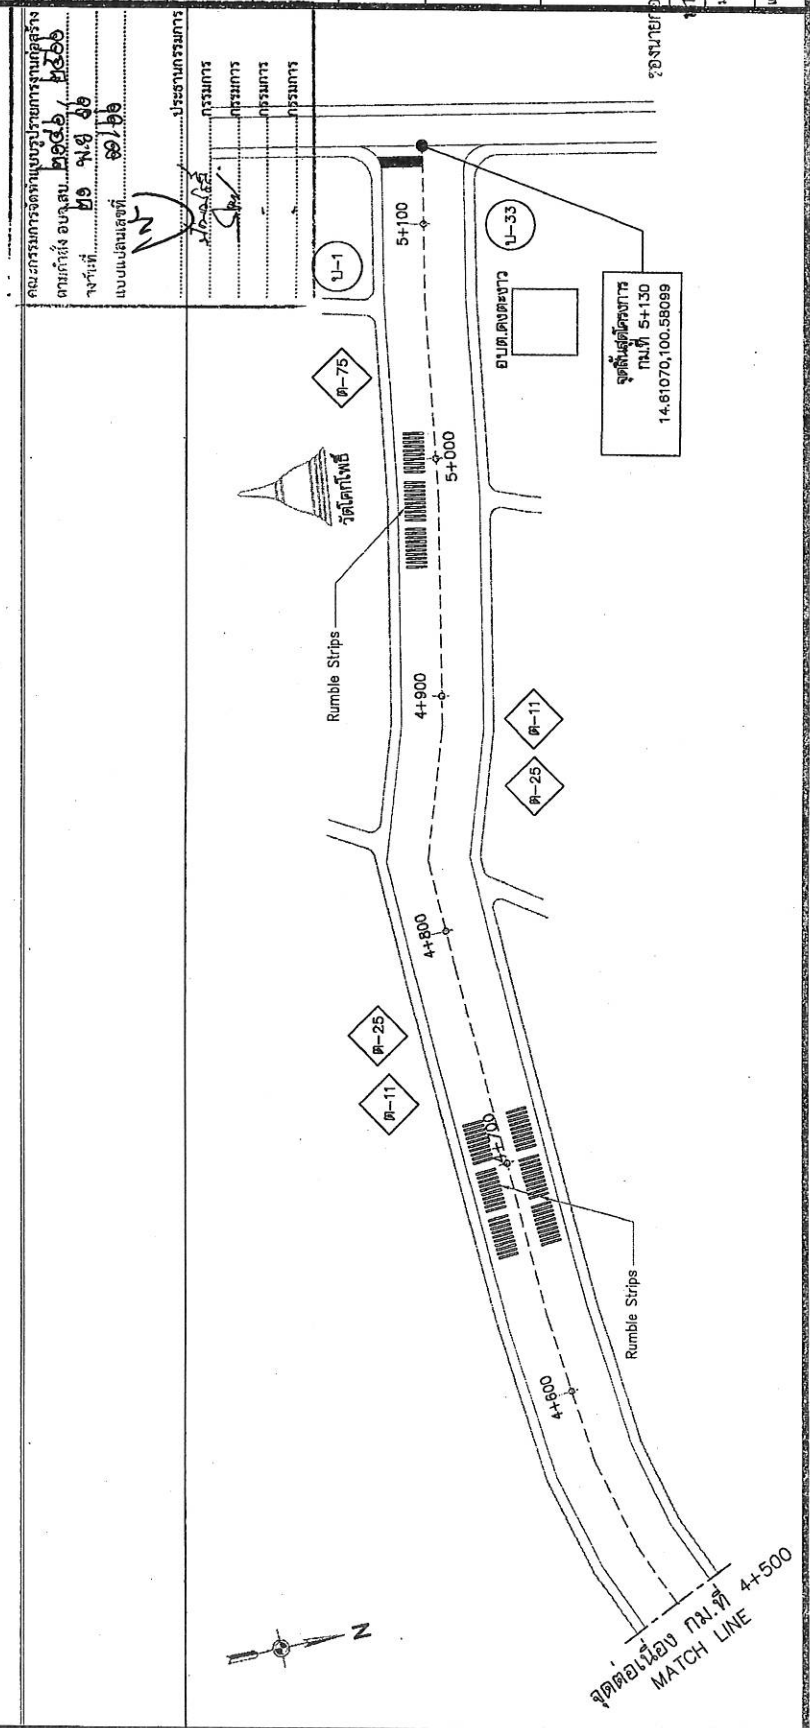 คณะกรรมการจัดทำแบบรูปรายการงานก่อสร้าง
ตามคำสั่ง อบจ.สบ.
แบบแปลนเลขที่
ประธานกรรมการ
กรรมการ
กรรมการ
กรรมการ
กรรมการ
บ-1
ต-75
วัดโคกโพธิ์
Rumble Strips
ต-25
ต-11
5+100
5+000
4+900
4+800
4+700
4+600
บ-33
อบต.ดงตะงาว
จุดสิ้นสุดโครงการ
กม.ที่ 5+130
14.61070,100.58099
ต-11
ต-25
Rumble Strips
จุดต่อเนื่อง กม.ที่ 4+500
MATCH LINE
N